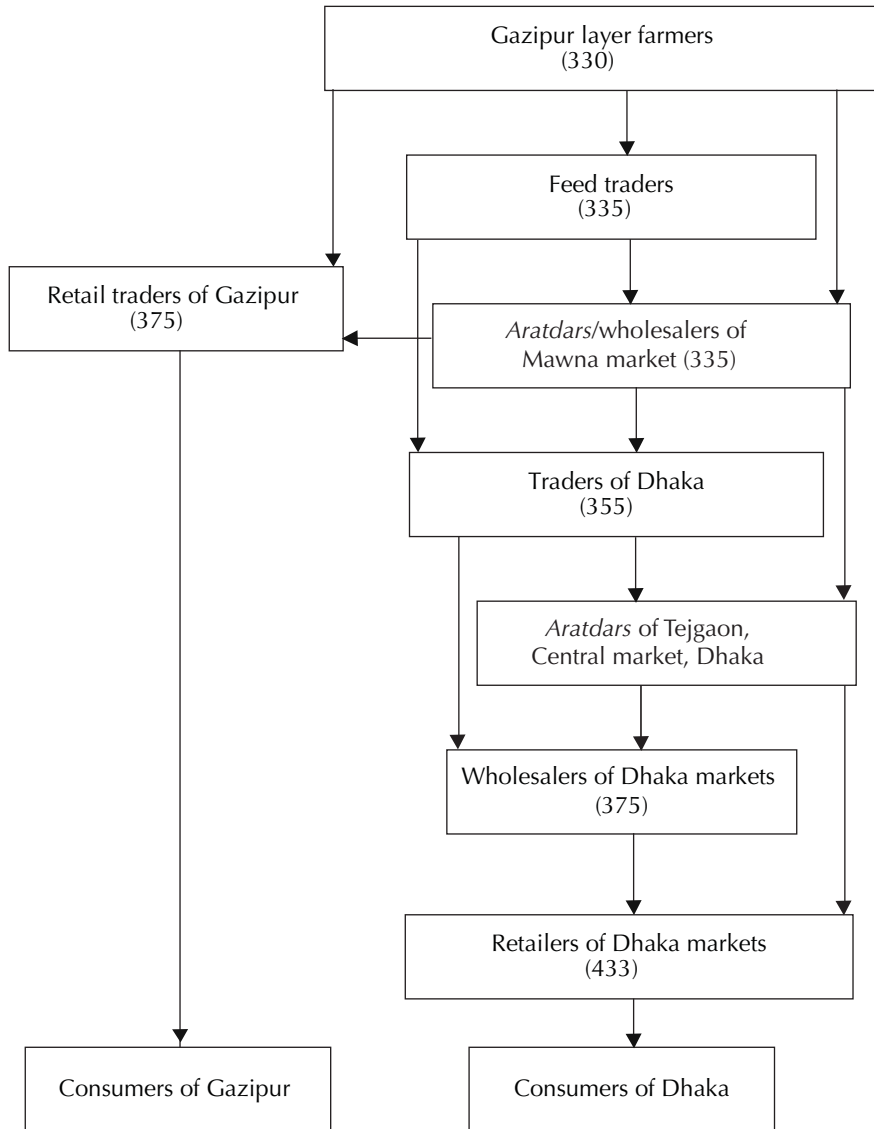 Gazipur layer farmers
(330)
Feed traders
(335)
Retail traders of Gazipur
(375)
Aratdars/wholesalers of
Mawna market (335)
Traders of Dhaka
(355)
Aratdars of Tejgaon,
Central market, Dhaka
Wholesalers of Dhaka markets
(375)
Retailers of Dhaka markets
(433)
Consumers of Gazipur
Consumers of Dhaka